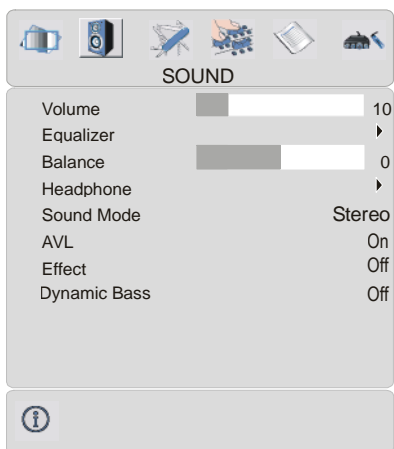 SOUND
Volume 10
Equalizer
Balance 0
Headphone
Sound Mode Stereo
AVL On
Effect Off
Dynamic Bass Off